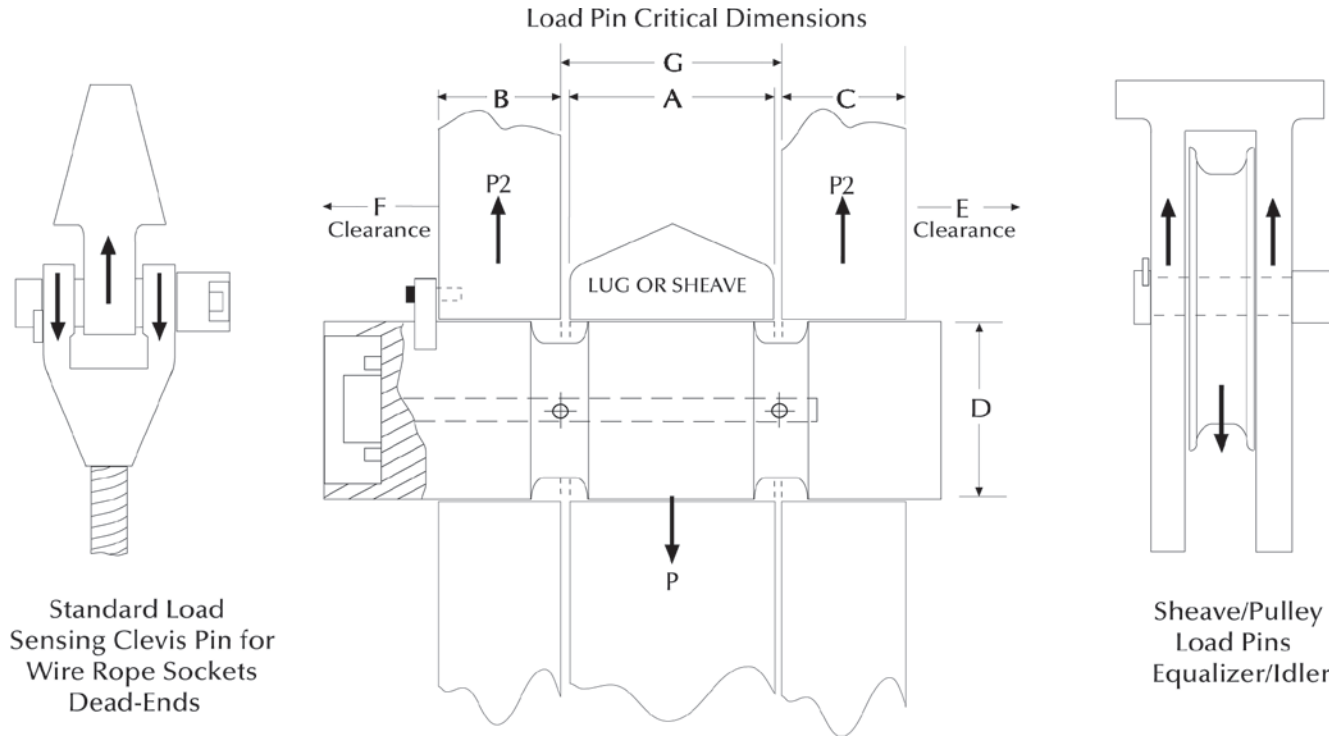 Load Pin Critical Dimensions
G
B
A
C
P2
P2
F
Clearance
E
Clearance
LUG OR SHEAVE
D
P
Standard Load
Sensing Clevis Pin for
Wire Rope Sockets
Dead-Ends
Sheave/Pulley
Load Pins
Equalizer/Idler